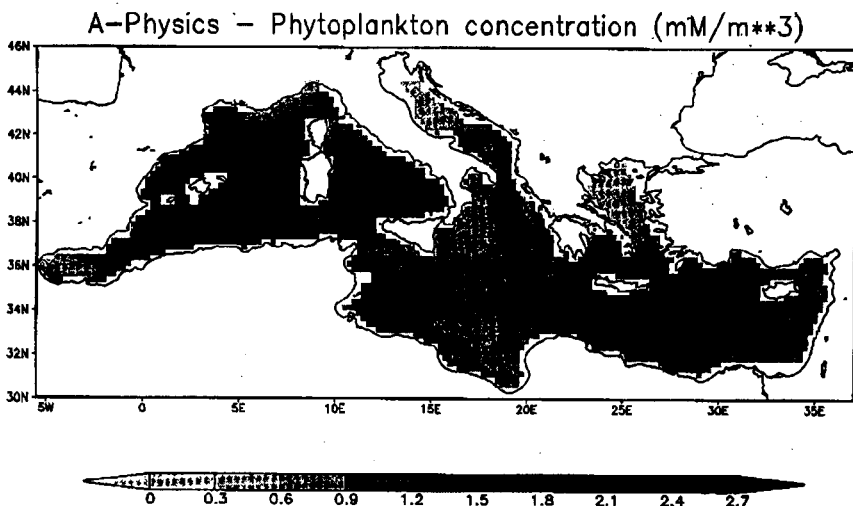 A-Physics – Phytoplankton concentration (mM/m**3)
46N
44N
42N
40N
38N
36N
34N
32N
30N
5W 0 5E 10E 15E 20E 25E 30E 35E
0 0.3 0.6 0.9 1.2 1.5 1.8 2.1 2.4 2.7